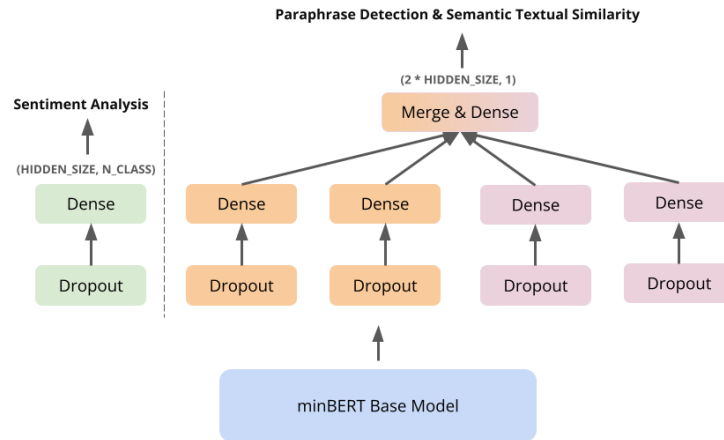 Paraphrase Detection & Semantic Textual Similarity
(2 * HIDDEN_SIZE, 1)
Merge & Dense
Sentiment Analysis
(HIDDEN_SIZE, N_CLASS)
Dense
Dense
Dense
Dense
Dense
Dropout
Dropout
Dropout
Dropout
Dropout
minBERT Base Model